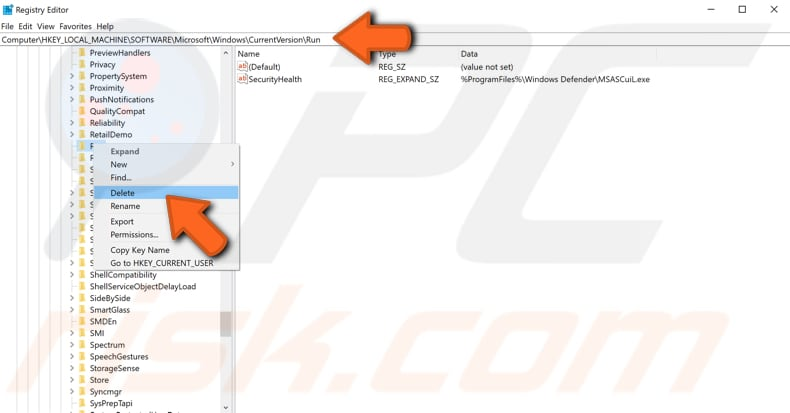 Registry Editor
File Edit View Favorites Help
Computer\HKEY_LOCAL_MACHINE\SOFTWARE\Microsoft\Windows\CurrentVersion\Run
PreviewHandlers
Privacy
PropertySystem
Proximity
PushNotifications
QualityCompat
Reliability
RetailDemo
R
R
S
S
S
S
S
S
S
S
S
ShellCompatibility
ShellServiceObjectDelayLoad
SideBySide
SmartGlass
SMDEn
SMI
Spectrum
SpeechGestures
StorageSense
Store
Syncmgr
SysPrepTapi
Expand
New
Find...
Delete
Rename
Export
Permissions...
Copy Key Name
Go to HKEY_CURRENT_USER
Name Type Data
ab (Default) REG_SZ (value not set)
ab SecurityHealth REG_EXPAND_SZ %ProgramFiles%\Windows Defender\MSASCuiL.exe
PC
risk.com